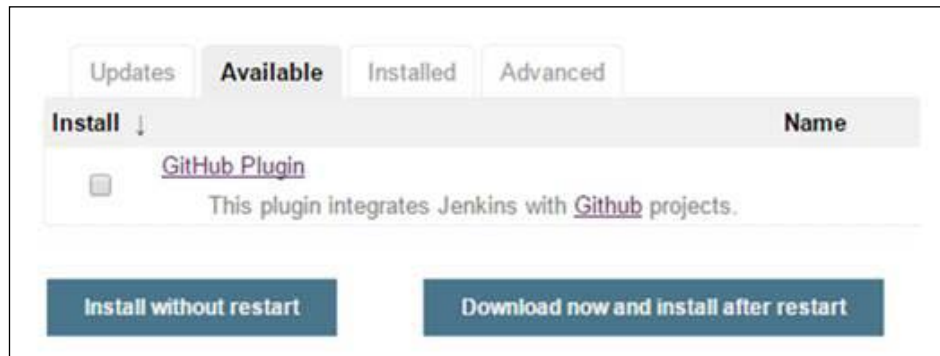 Updates Available Installed Advanced
Install ↓ Name
GitHub Plugin
This plugin integrates Jenkins with Github projects.
Install without restart Download now and install after restart